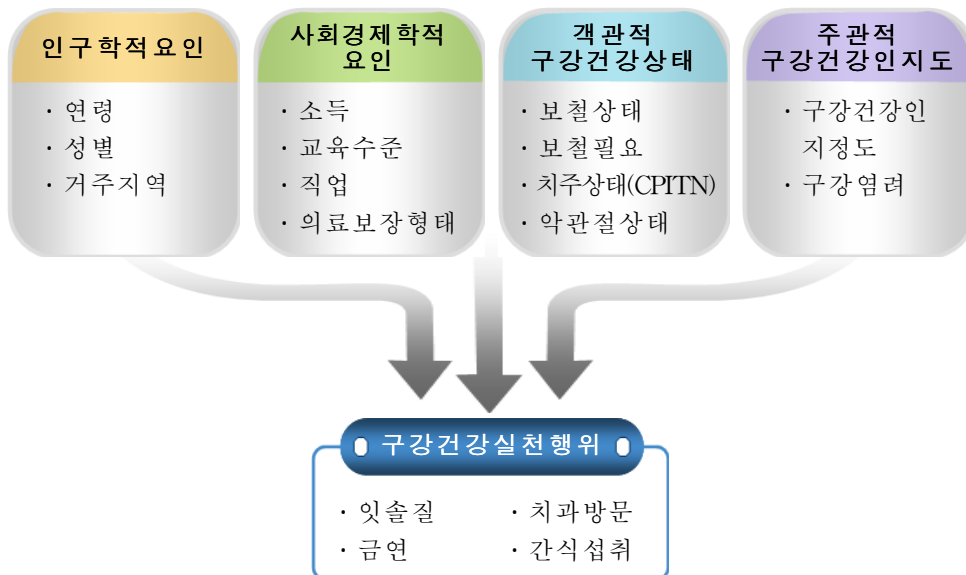 인구학적요인
· 연령
· 성별
· 거주지역
사회경제학적
요인
· 소득
· 교육수준
· 직업
· 의료보장형태
객관적
구강건강상태
· 보철상태
· 보철필요
· 치주상태(CPITN)
· 악관절상태
주관적
구강건강인지도
· 구강건강인
지정도
· 구강염려
구강건강실천행위
· 잇솔질
· 치과방문
· 금연
· 간식섭취